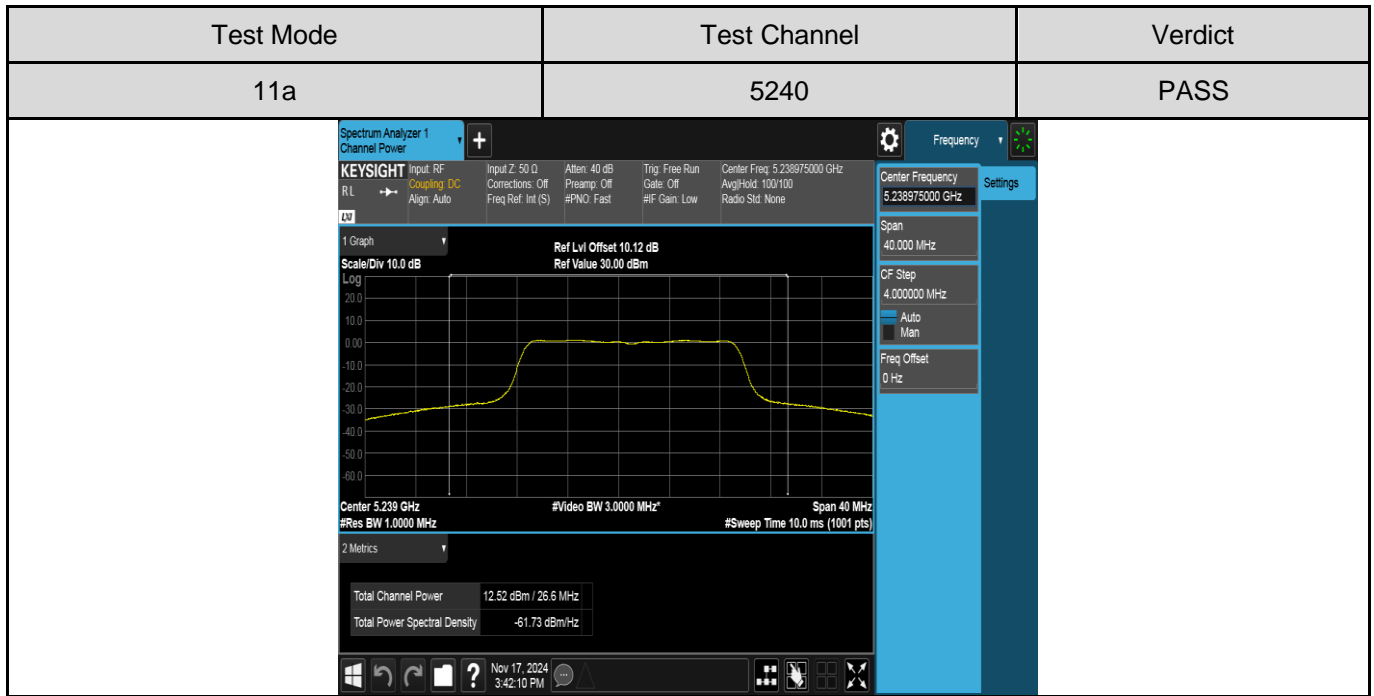 Test Mode Test Channel Verdict
11a 5240 PASS
Spectrum Analyzer 1
Channel Power
+
Frequency
KEYSIGHT Input: RF Input Z: 50 Ω Atten: 40 dB Trig: Free Run Center Freq: 5.238975000 GHz
R L Coupling: DC Corrections: Off Preamp: Off Gate: Off Avg|Hold: 100/100
Align: Auto Freq Ref: Int (S) #PNO: Fast #IF Gain: Low Radio Std: None
LXI
Center Frequency
5.238975000 GHz
Settings
Span
40.000 MHz
CF Step
4.000000 MHz
Auto
Man
Freq Offset
0 Hz
1 Graph
Ref Lvl Offset 10.12 dB
Scale/Div 10.0 dB Ref Value 30.00 dBm
Log
20.0
10.0
0.00
-10.0
-20.0
-30.0
-40.0
-50.0
-60.0
Center 5.239 GHz #Video BW 3.0000 MHz* Span 40 MHz
#Res BW 1.0000 MHz #Sweep Time 10.0 ms (1001 pts)
2 Metrics
Total Channel Power 12.52 dBm / 26.6 MHz
Total Power Spectral Density -61.73 dBm/Hz
? Nov 17, 2024
3:42:10 PM